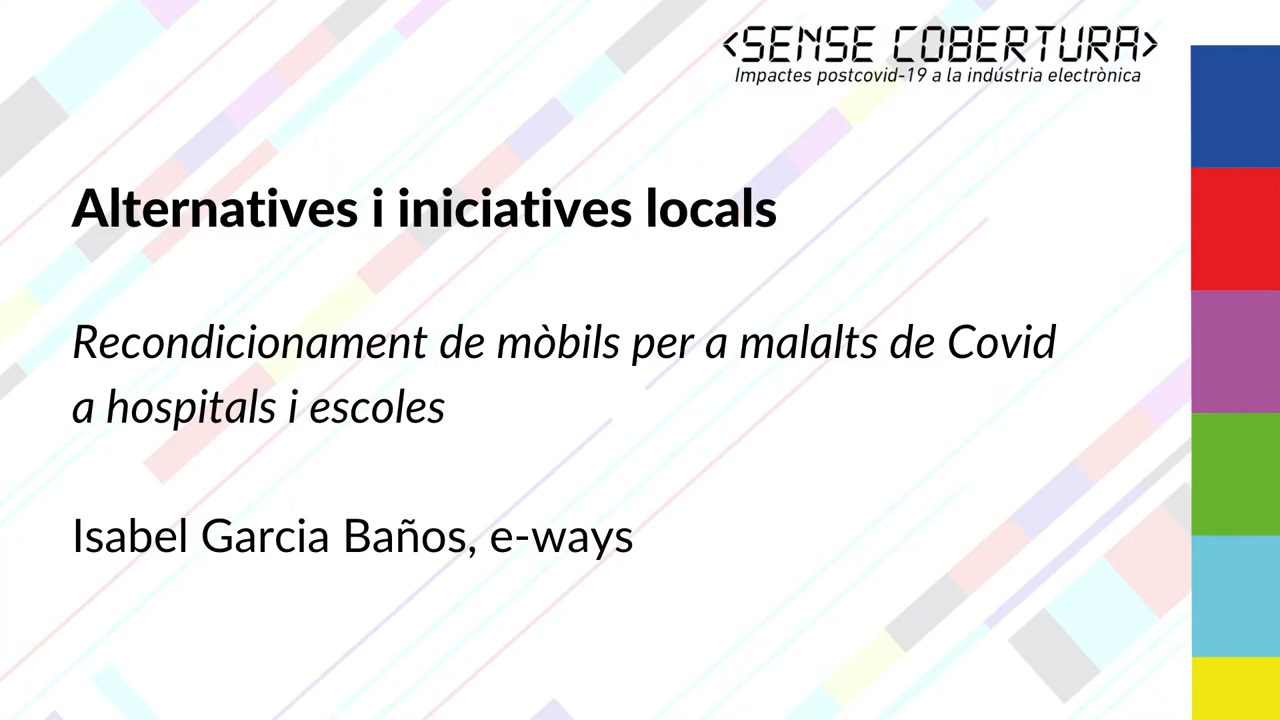 <SENSE COBERTURA>
Impactes postcovid-19 a la indústria electrònica
Alternatives i iniciatives locals
Recondicionament de mòbils per a malalts de Covid
a hospitals i escoles
Isabel Garcia Baños, e-ways